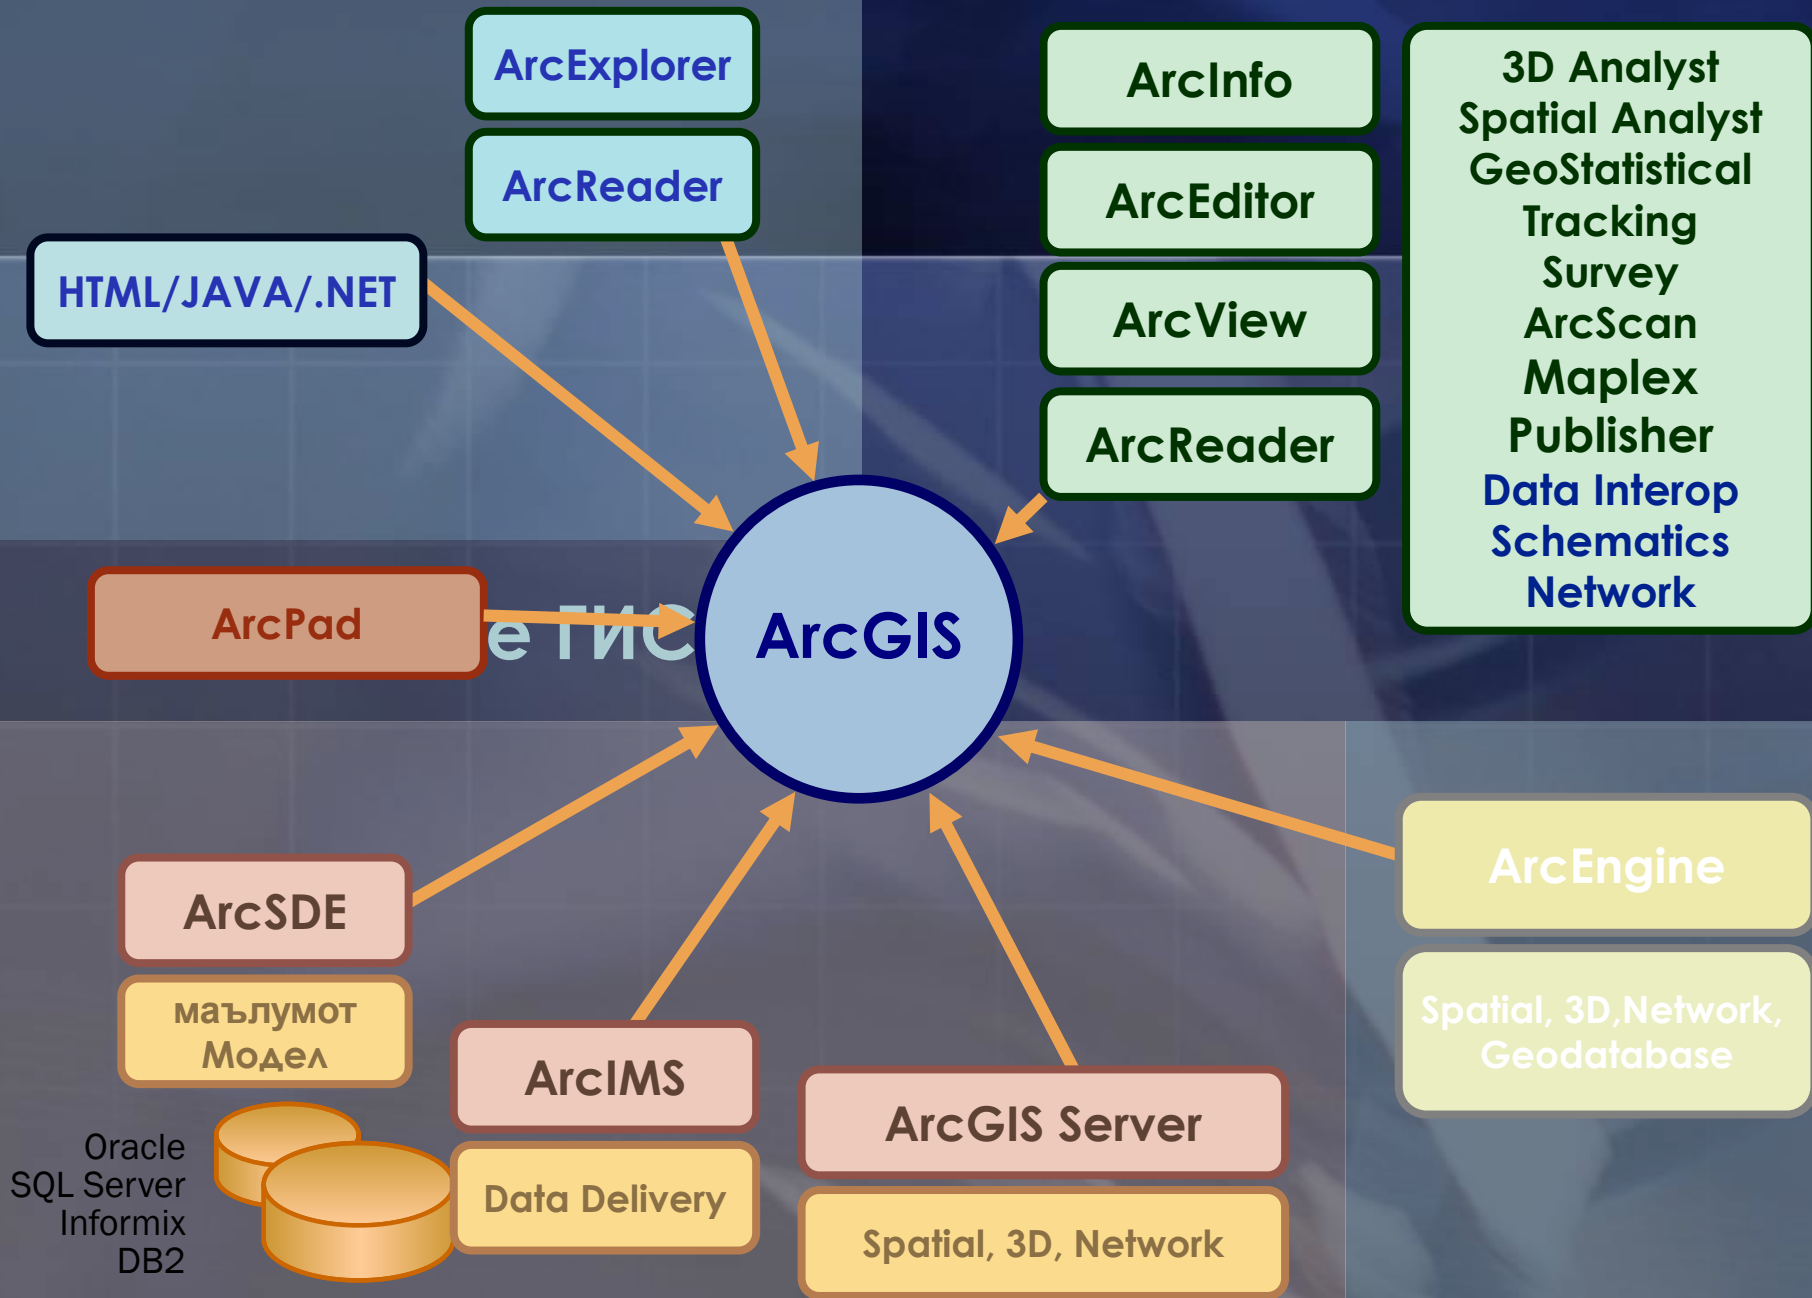 ArcExplorer
ArcReader
HTML/JAVA/.NET
ArcInfo
ArcEditor
ArcView
ArcReader
3D Analyst
Spatial Analyst
GeoStatistical
Tracking
Survey
ArcScan
Maplex
Publisher
Data Interop
Schematics
Network
ArcPad
е ГИС
ArcGIS
ArcSDE
маълумот
Модел
Oracle
SQL Server
Informix
DB2
ArcIMS
Data Delivery
ArcGIS Server
Spatial, 3D, Network
ArcEngine
Spatial, 3D,Network,
Geodatabase